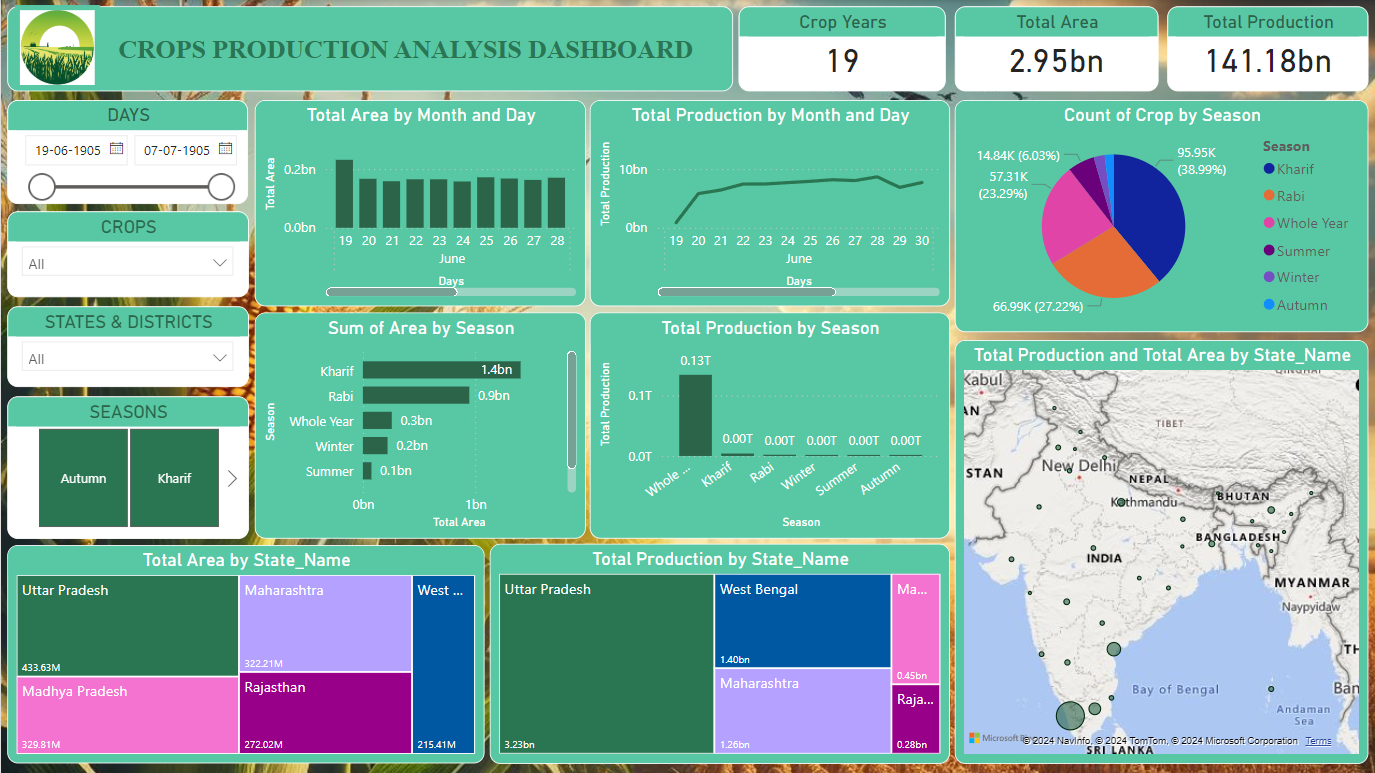 CROPS PRODUCTION ANALYSIS DASHBOARD
Crop Years
19
Total Area
2.95bn
Total Production
141.18bn
DAYS
19-06-1905
07-07-1905
CROPS
All
STATES & DISTRICTS
All
SEASONS
Autumn
Kharif
Total Area by Month and Day
Total Area
0.2bn
0.0bn
19 20 21 22 23 24 25 26 27 28
June
Days
Total Production by Month and Day
Total Production
10bn
0bn
19 20 21 22 23 24 25 26 27 28 29 30
June
Days
Count of Crop by Season
14.84K (6.03%)
57.31K
(23.29%)
95.95K
(38.99%)
66.99K (27.22%)
Season
Kharif
Rabi
Whole Year
Summer
Winter
Autumn
Sum of Area by Season
Season
Kharif 1.4bn
Rabi 0.9bn
Whole Year 0.3bn
Winter 0.2bn
Summer 0.1bn
0bn 1bn
Total Area
Total Production by Season
Total Production
0.1T
0.0T
0.13T
0.00T 0.00T 0.00T 0.00T 0.00T
Whole ... Kharif Rabi Winter Summer Autumn
Season
Total Production and Total Area by State_Name
Kabul
AN
STAN
TIBET
New Delhi
NEPAL
Kathmandu
BHUTAN
BANGLADESH
INDIA
MYANMAR
Naypyidaw
TH
Bay of Bengal
Ban
Andaman
Sea
SRI LANKA
© 2024 NavInfo, © 2024 TomTom, © 2024 Microsoft Corporation Terms
Total Area by State_Name
Uttar Pradesh
433.63M
Madhya Pradesh
329.81M
Maharashtra
322.21M
Rajasthan
272.02M
West ...
215.41M
Total Production by State_Name
Uttar Pradesh
3.23bn
West Bengal
1.40bn
Maharashtra
1.26bn
Ma...
0.45bn
Raja...
0.28bn